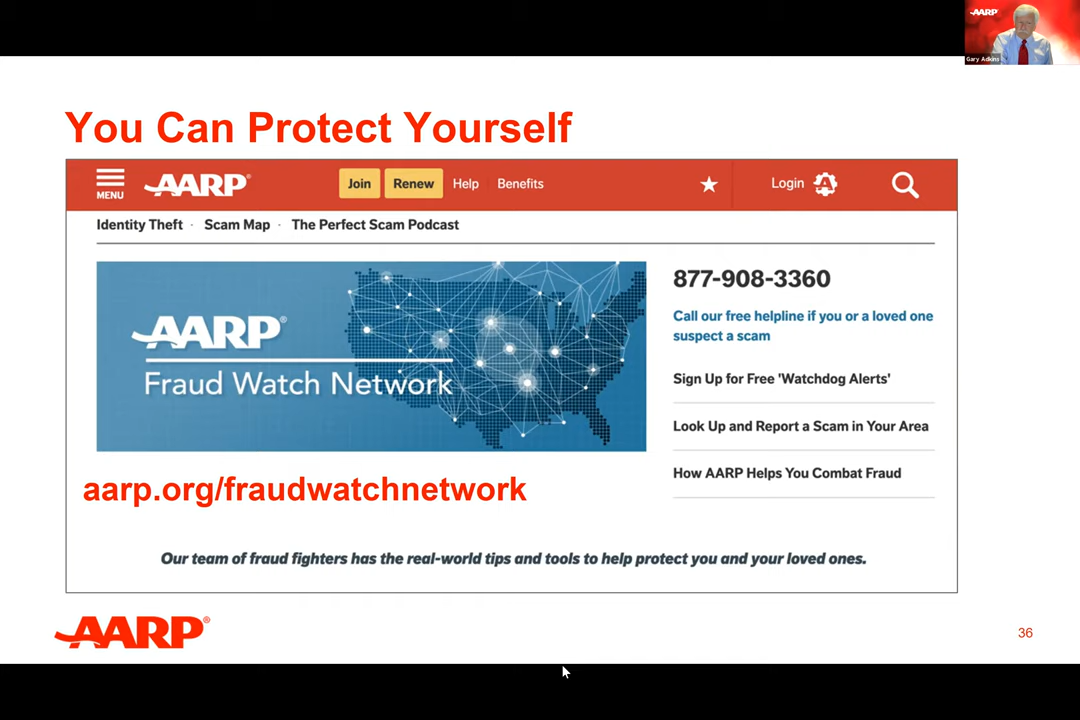 AARP
Gary Adkins
You Can Protect Yourself
MENU
AARP®
Join
Renew
Help
Benefits
Login
Identity Theft · Scam Map · The Perfect Scam Podcast
AARP®
Fraud Watch Network
877-908-3360
Call our free helpline if you or a loved one
suspect a scam
Sign Up for Free 'Watchdog Alerts'
Look Up and Report a Scam in Your Area
How AARP Helps You Combat Fraud
aarp.org/fraudwatchnetwork
Our team of fraud fighters has the real-world tips and tools to help protect you and your loved ones.
AARP®
36